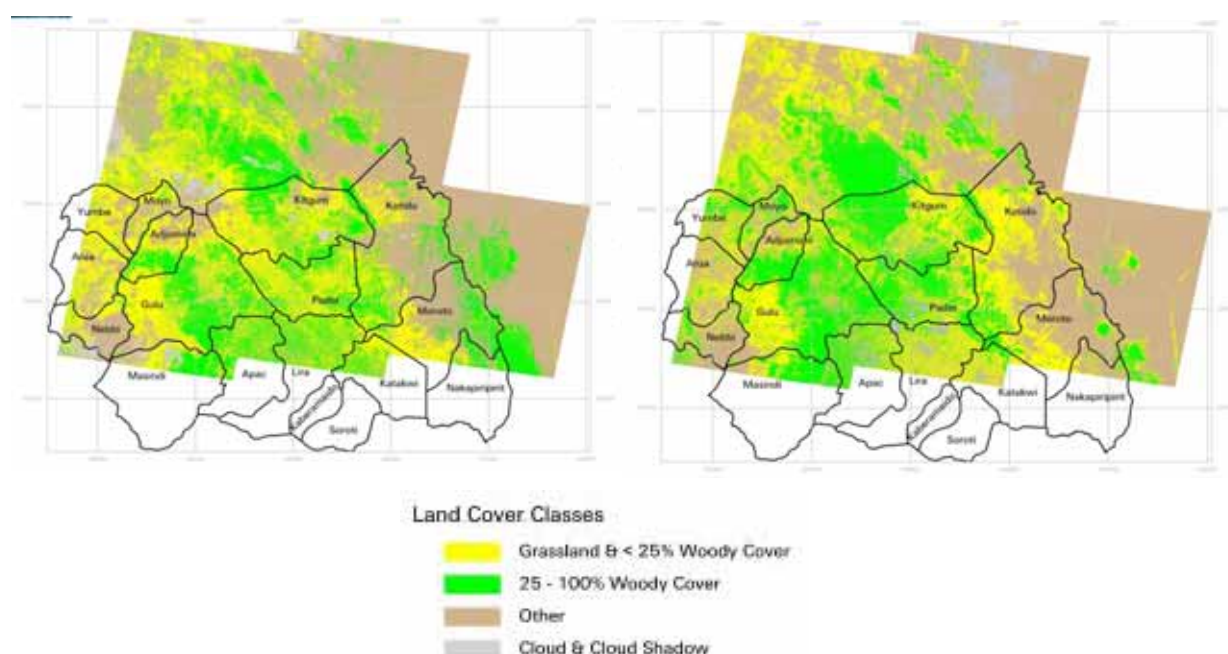 Yumbe
Moyo
Adjumani
Arua
Kitgum
Kotido
Gulu
Nebbi
Pader
Moroto
Masindi
Apac
Lira
Katakwi
Nakapiripirit
Kaberamaido
Soroti
Yumbe
Moyo
Adjumani
Arua
Kitgum
Kotido
Gulu
Nebbi
Pader
Moroto
Masindi
Apac
Lira
Katakwi
Nakapiripirit
Kaberamaido
Soroti
Land Cover Classes
Grassland & < 25% Woody Cover
25 - 100% Woody Cover
Other
Cloud & Cloud Shadow